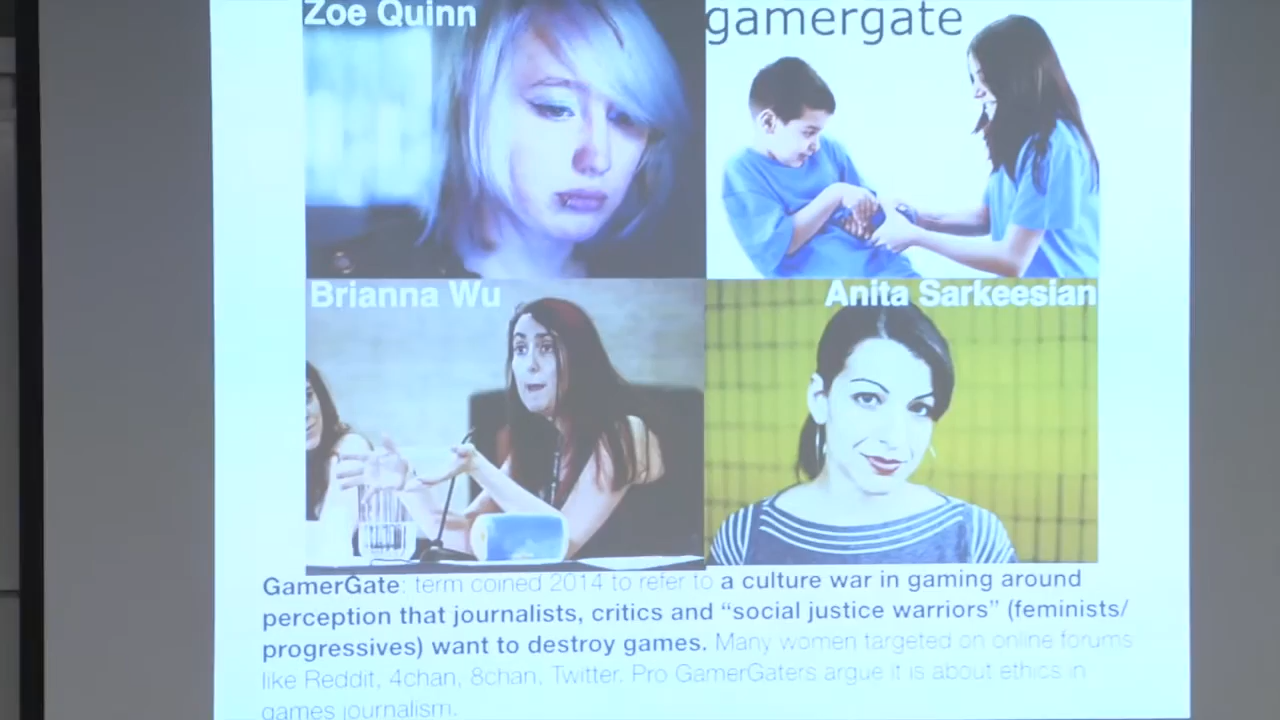 Zoe Quinn
gamergate
Brianna Wu
Anita Sarkeesian
GamerGate: term coined 2014 to refer to a culture war in gaming around
perception that journalists, critics and “social justice warriors” (feminists/
progressives) want to destroy games. Many women targeted on online forums
like Reddit, 4chan, 8chan, Twitter. Pro GamerGaters argue it is about ethics in
games journalism.